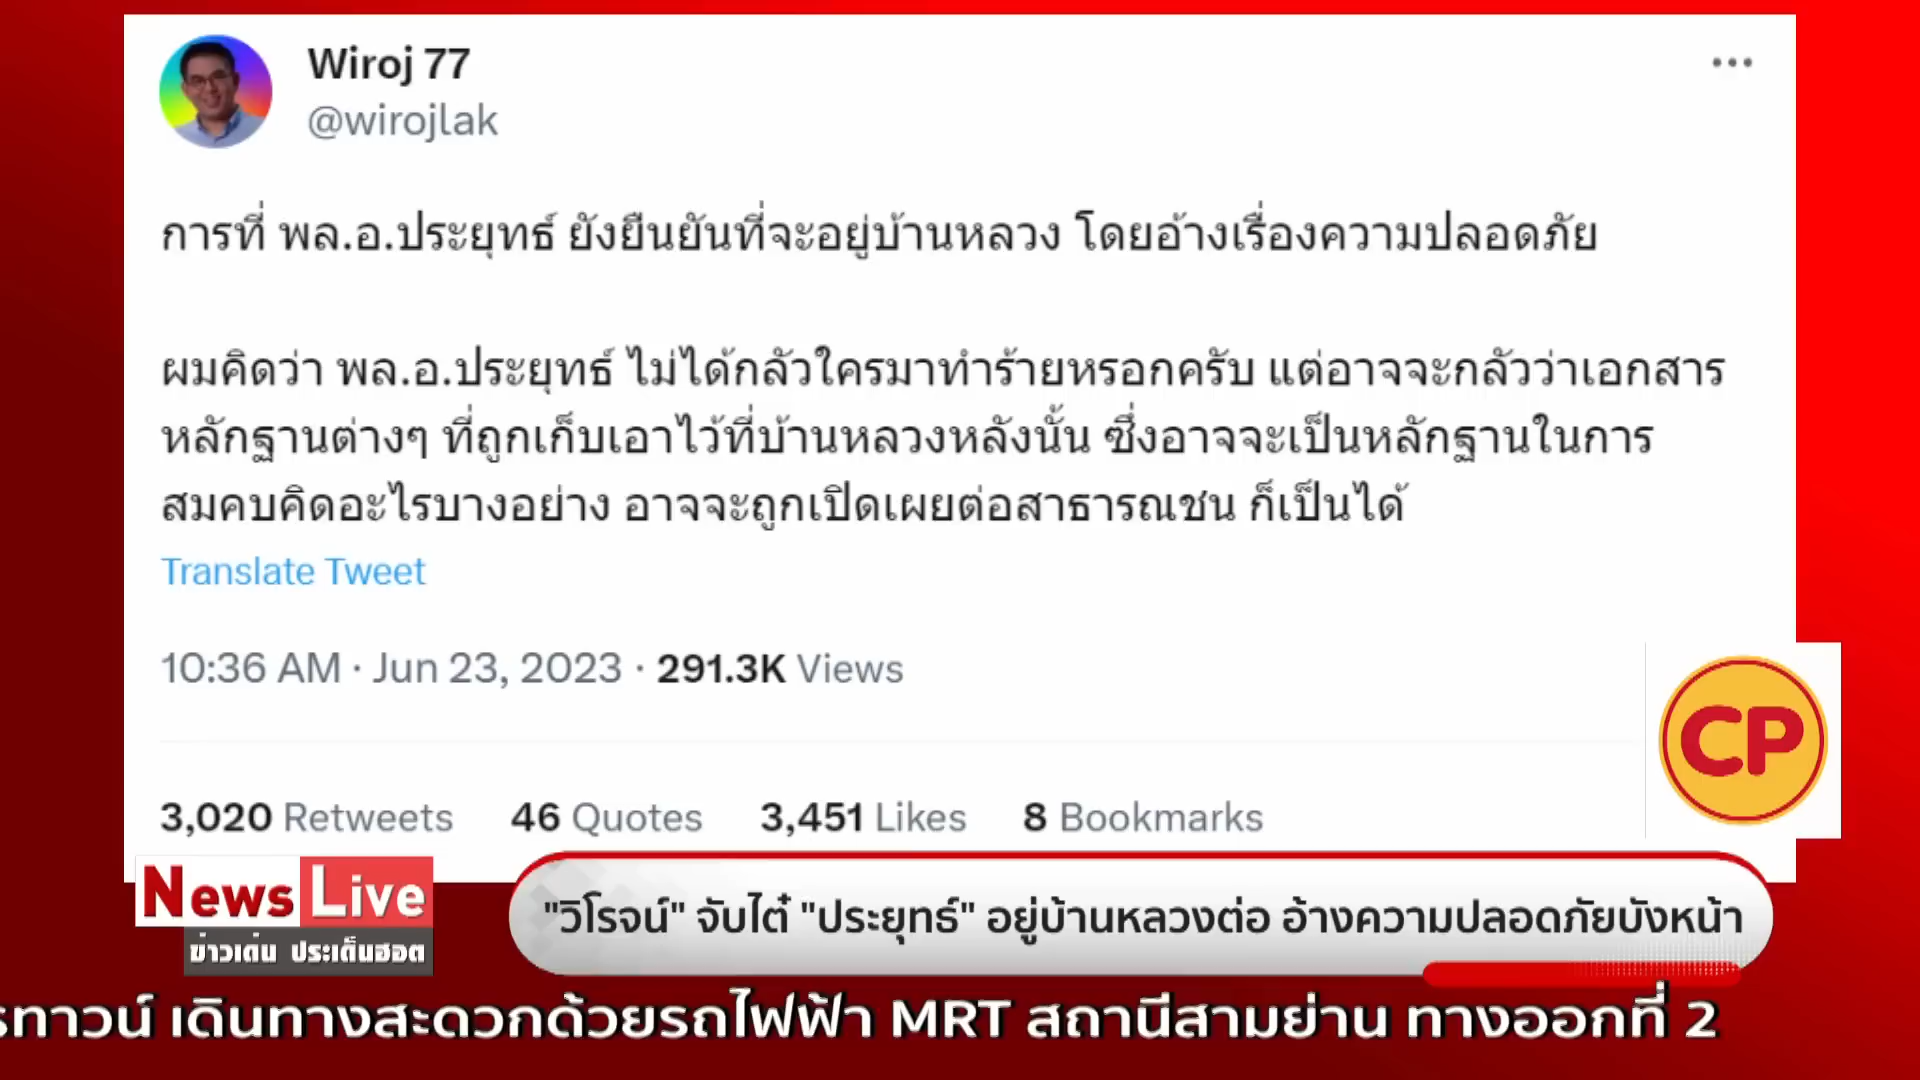 Wiroj 77
@wirojlak
การที่ พล.อ.ประยุทธ์ ยังยืนยันที่จะอยู่บ้านหลวง โดยอ้างเรื่องความปลอดภัย
ผมคิดว่า พล.อ.ประยุทธ์ ไม่ได้กลัวใครมาทำร้ายหรอกครับ แต่อาจจะกลัวว่าเอกสาร
หลักฐานต่างๆ ที่ถูกเก็บเอาไว้ที่บ้านหลวงหลังนั้น ซึ่งอาจจะเป็นหลักฐานในการ
สมคบคิดอะไรบางอย่าง อาจจะถูกเปิดเผยต่อสาธารณชน ก็เป็นได้
Translate Tweet
10:36 AM · Jun 23, 2023 · 291.3K Views
CP
3,020 Retweets 46 Quotes 3,451 Likes 8 Bookmarks
News Live
ข่าวเด่น ประเด็นฮอต
"วิโรจน์" จับไต๋ "ประยุทธ์" อยู่บ้านหลวงต่อ อ้างความปลอดภัยบังหน้า
รทาวน์ เดินทางสะดวกด้วยรถไฟฟ้า MRT สถานีสามย่าน ทางออกที่ 2